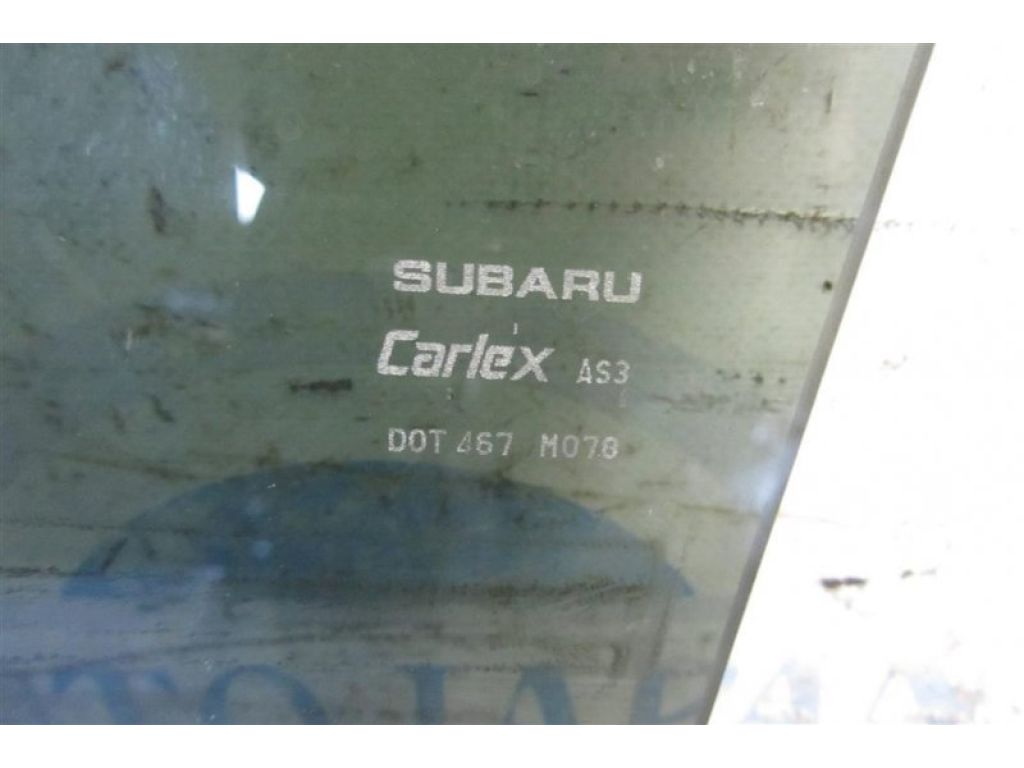 SUBARU
Carlex AS3
DOT 467 M078